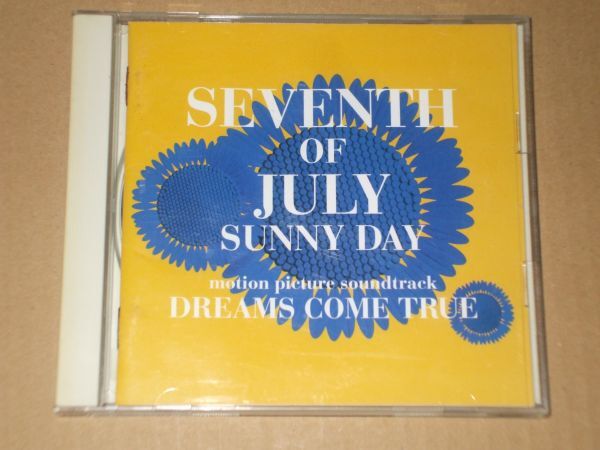 SEVENTH
OF
JULY
SUNNY DAY
motion picture soundtrack
DREAMS COME TRUE